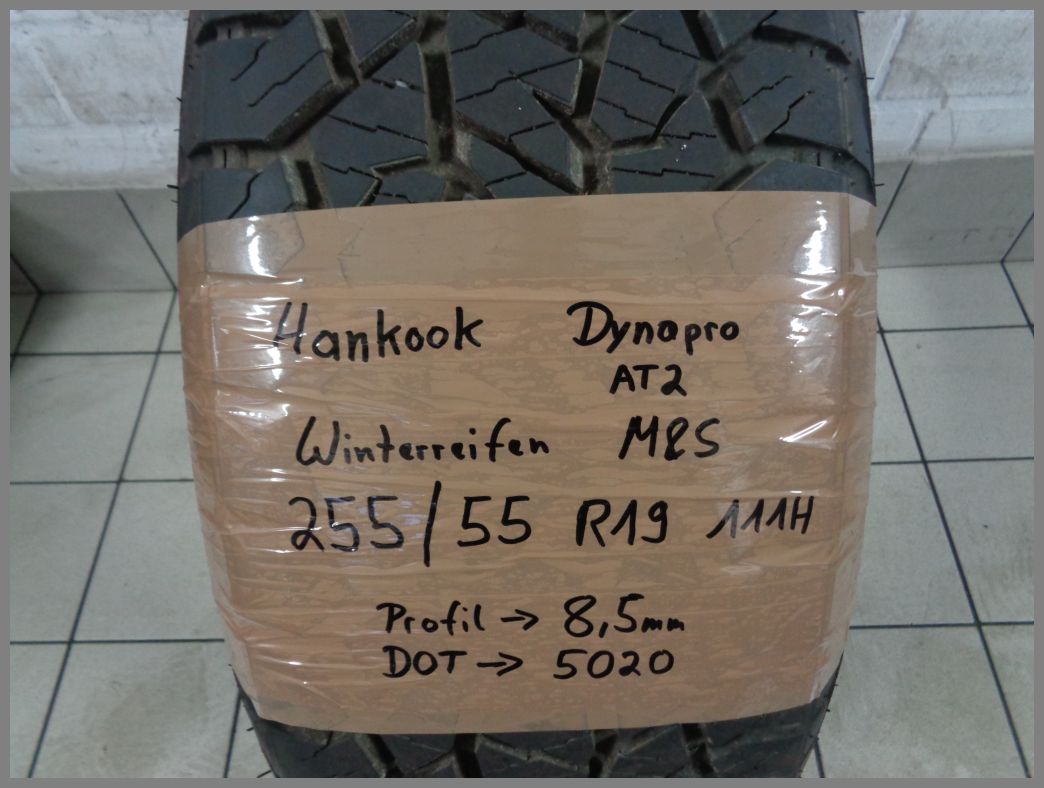 Hankook Dynapro
AT2
Winterreifen M&S
255/55 R19 111H
Profil → 8,5mm
DOT → 5020